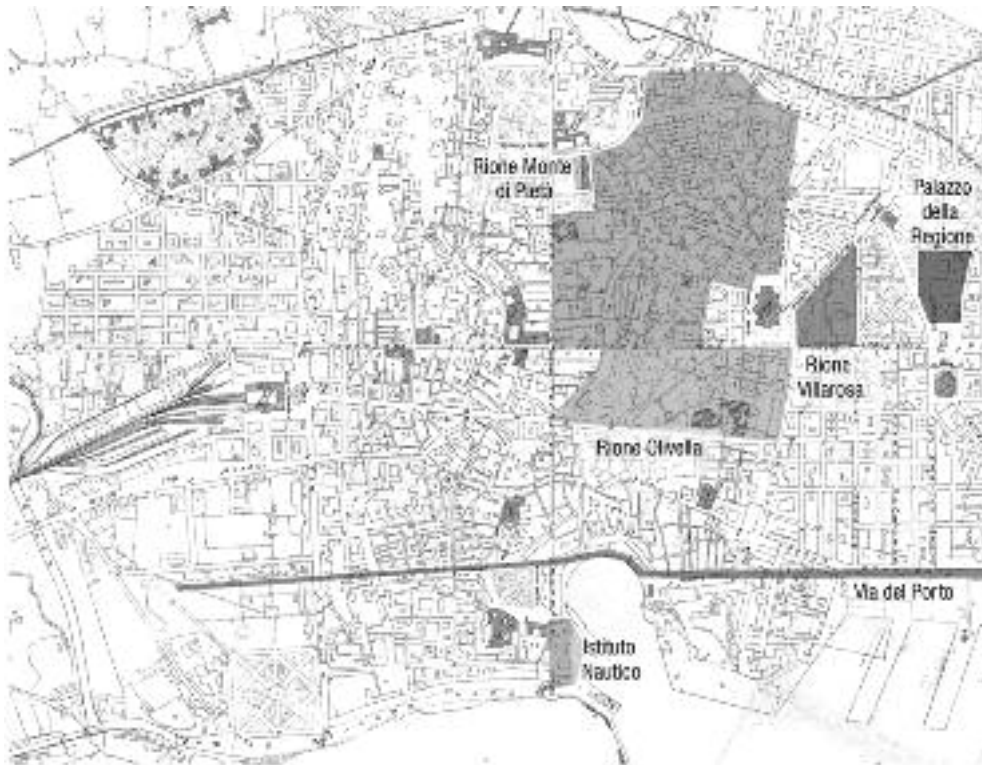 Rione Monte
di Pietà
Palazzo
della
Regione
Rione
Villarosa
Rione Olivella
Via del Porto
Istituto
Nautico